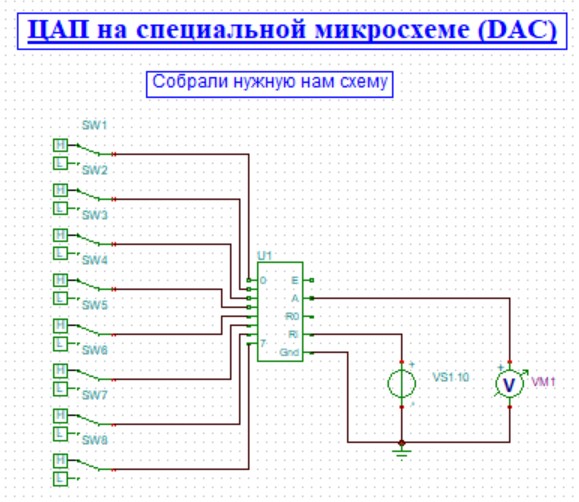 ЦАП на специальной микросхеме (DAC)
Собрали нужную нам схему
SW1
H
L
SW2
H
L
SW3
H
L
SW4
H
L
SW5
H
L
SW6
H
L
SW7
H
L
SW8
H
L
U1
0 E
A
R0
7 RI
Gnd
+
-
VS1 10
+
V
VM1